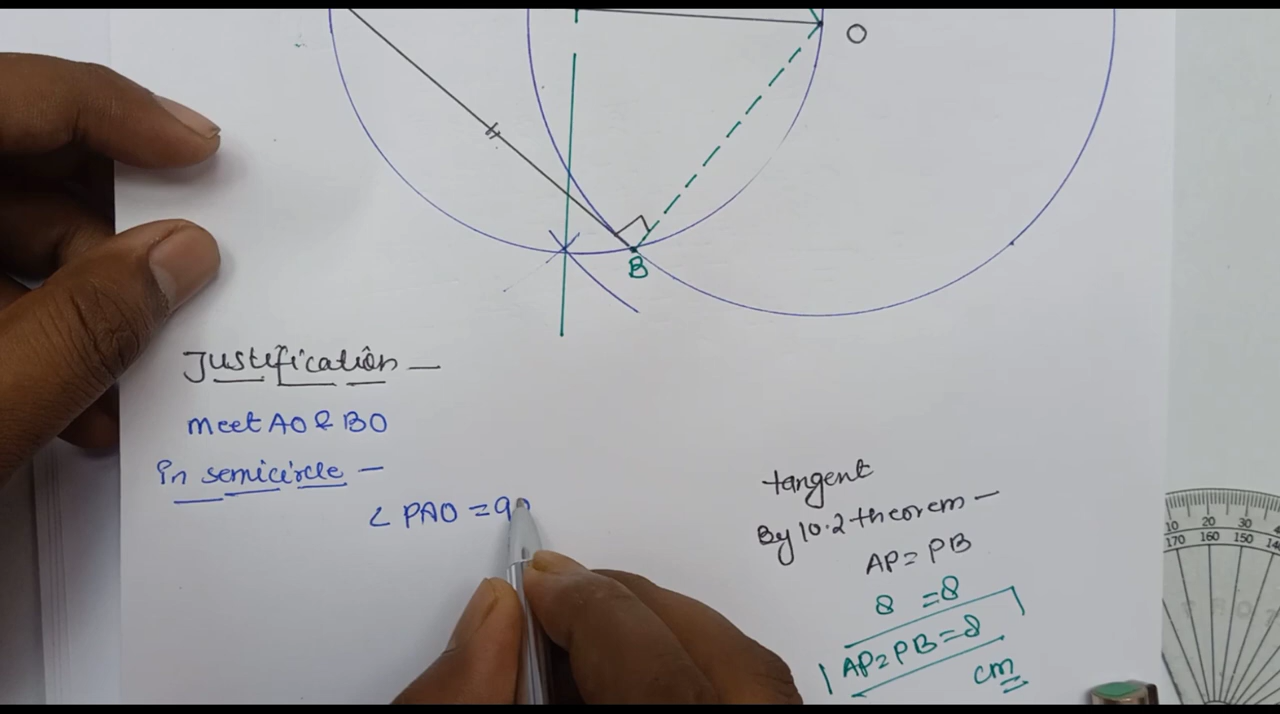 O
B
Justification –
meet AO & BO
In semicircle –
∠ PAO = 90
tangent
By 10.2 theorem –
AP = PB
8 = 8
AP = PB = 8
cm
10 20 30
170 160 150